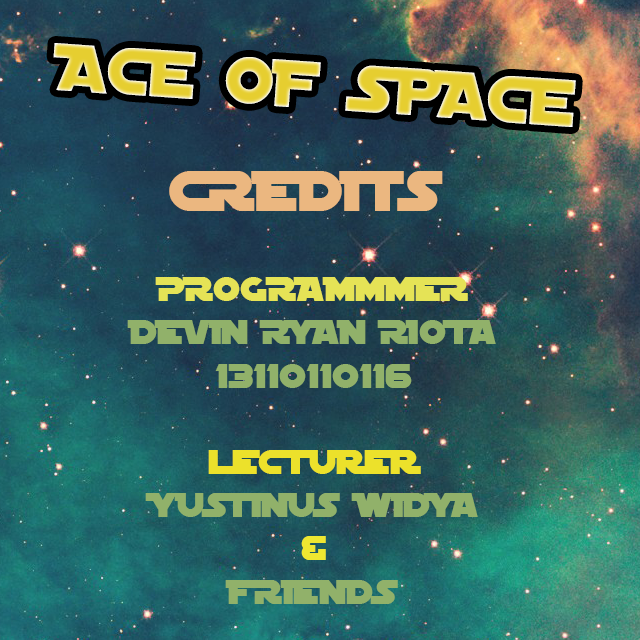 ACE OF SPACE
CREDITS
PROGRAMMMER
DEVIN RYAN RIOTA
13110110116
LECTURER
YUSTINUS WIDYA
&
FRIENDS